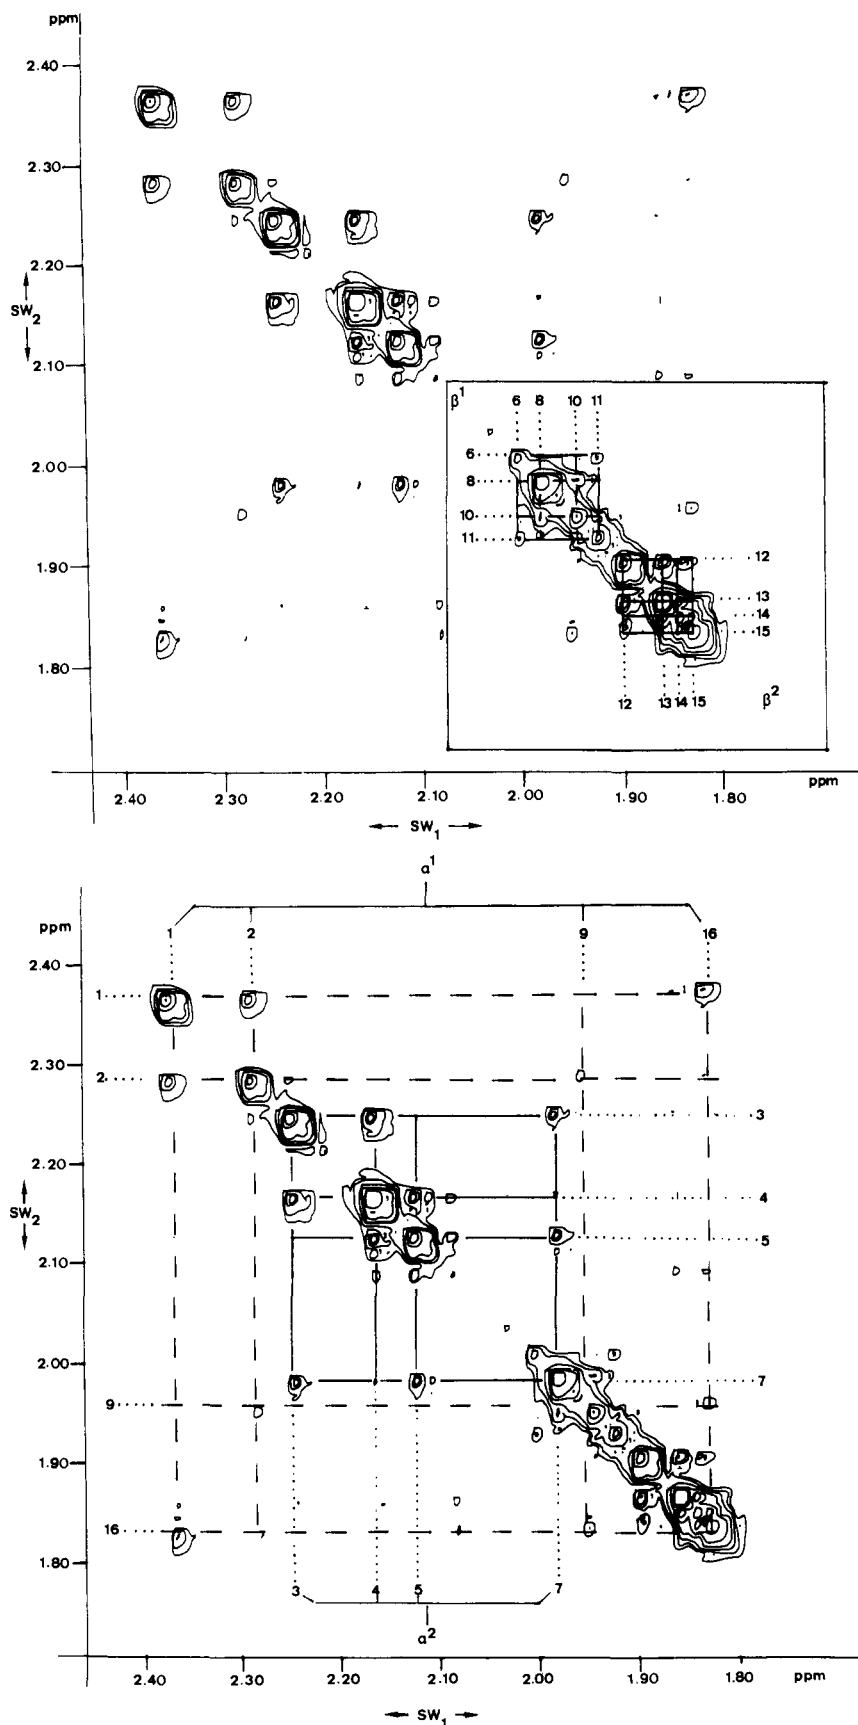 ppm
2.40
2.30
2.20
SW2
2.10
2.00
1.90
1.80
β1
6 8 10 11
6
8
10
11
12
13
14
15
12 13 14 15
β2
2.40 2.30 2.20 2.10 2.00 1.90 1.80
ppm
SW1
a1
ppm
1 2 9 16
2.40
1
2.30
2
3
2.20
4
SW2
5
2.10
2.00
7
9
1.90
16
1.80
3 4 5 7
a2
2.40 2.30 2.20 2.10 2.00 1.90 1.80 ppm
SW1